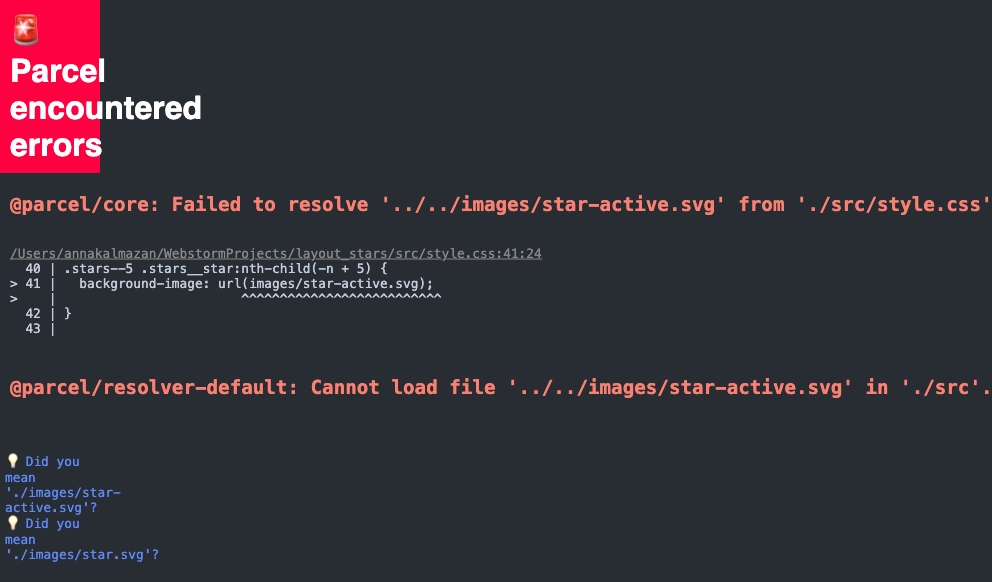 Parcel
encountered
errors
@parcel/core: Failed to resolve '../../images/star-active.svg' from './src/style.css'
/Users/annakalmazan/WebstormProjects/layout_stars/src/style.css:41:24
  40 | .stars--5 .stars__star:nth-child(-n + 5) {
> 41 |   background-image: url(images/star-active.svg);
>    |                        ^^^^^^^^^^^^^^^^^^^^^^^^^^
  42 | }
  43 |
@parcel/resolver-default: Cannot load file '../../images/star-active.svg' in './src'.
Did you
mean
'./images/star-
active.svg'?
Did you
mean
'./images/star.svg'?